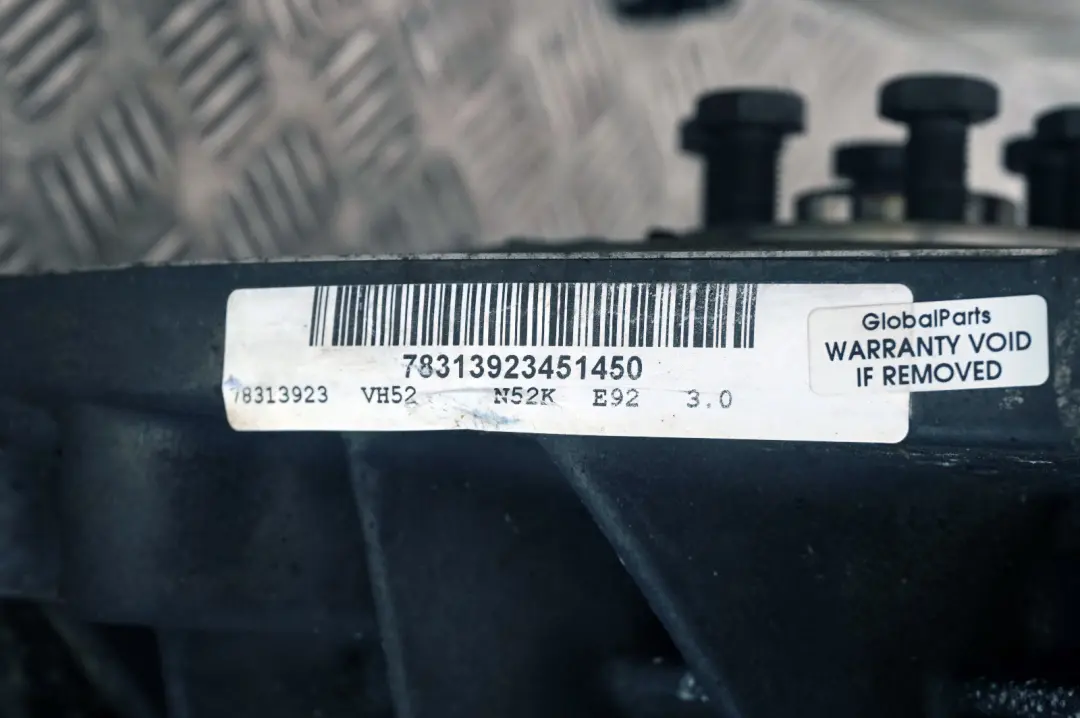 78313923451450
78313923 VH52 N52K E92 3.0
GlobalParts
WARRANTY VOID
IF REMOVED